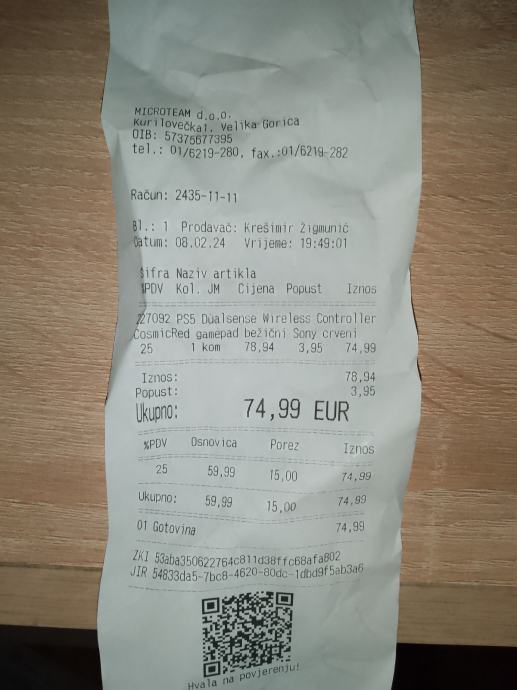 MICROTEAM d.o.o.
Kurilovečka1, Velika Gorica
OIB: 57375677395
tel.: 01/6219-280, fax.:01/6219-282
Račun: 2435-11-11
Bl.: 1 Prodavač: Krešimir Žigmunić
Datum: 08.02.24 Vrijeme: 19:49:01
Šifra Naziv artikla
%PDV Kol. JM Cijena Popust Iznos
227092 PS5 Dualsense Wireless Controller
CosmicRed gamepad bežični Sony crveni
25 1 kom 78,94 3,95 74,99
Iznos: 78,94
Popust: 3,95
Ukupno: 74,99 EUR
%PDV Osnovica Porez Iznos
25 59,99 15,00 74,99
Ukupno: 59,99 15,00 74,99
01 Gotovina 74,99
ZKI 53aba350622764c811d38ffc68afa802
JIR 54833da5-7bc8-4620-80dc-1dbd9f5ab3a6
Hvala na povjerenju!